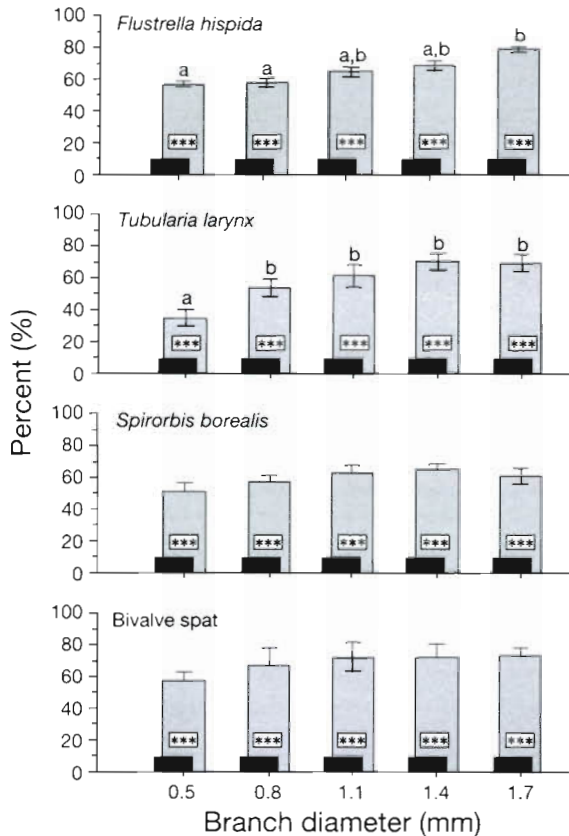 Flustrella hispida
100
80
60
40
20
0
a a a,b a,b b
*** *** *** *** ***
Tubularia larynx
100
80
60
40
20
0
a b b b b
*** *** *** *** ***
Spirorbis borealis
100
80
60
40
20
0
*** *** *** *** ***
Bivalve spat
100
80
60
40
20
0
*** *** *** *** ***
Percent (%)
0.5 0.8 1.1 1.4 1.7
Branch diameter (mm)